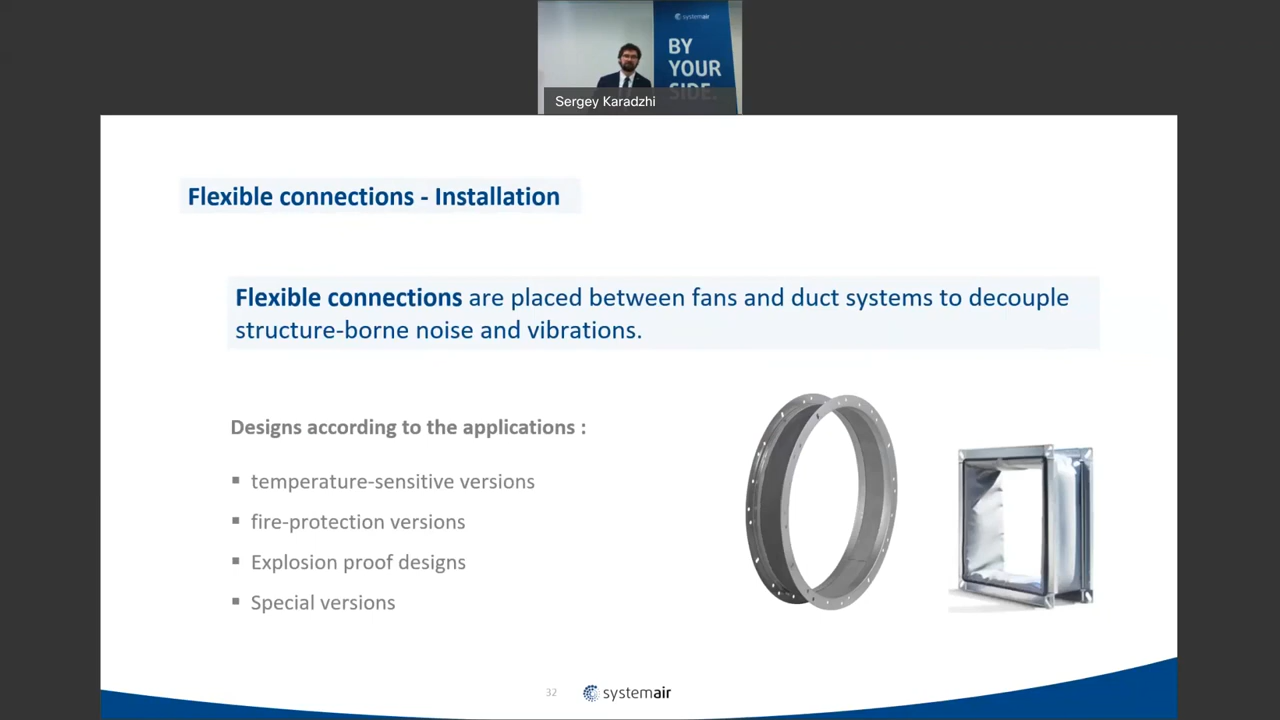 systemair
BY
YOUR
SIDE.
Sergey Karadzhi
Flexible connections - Installation
Flexible connections are placed between fans and duct systems to decouple
structure-borne noise and vibrations.
Designs according to the applications :
▪ temperature-sensitive versions
▪ fire-protection versions
▪ Explosion proof designs
▪ Special versions
32
systemair